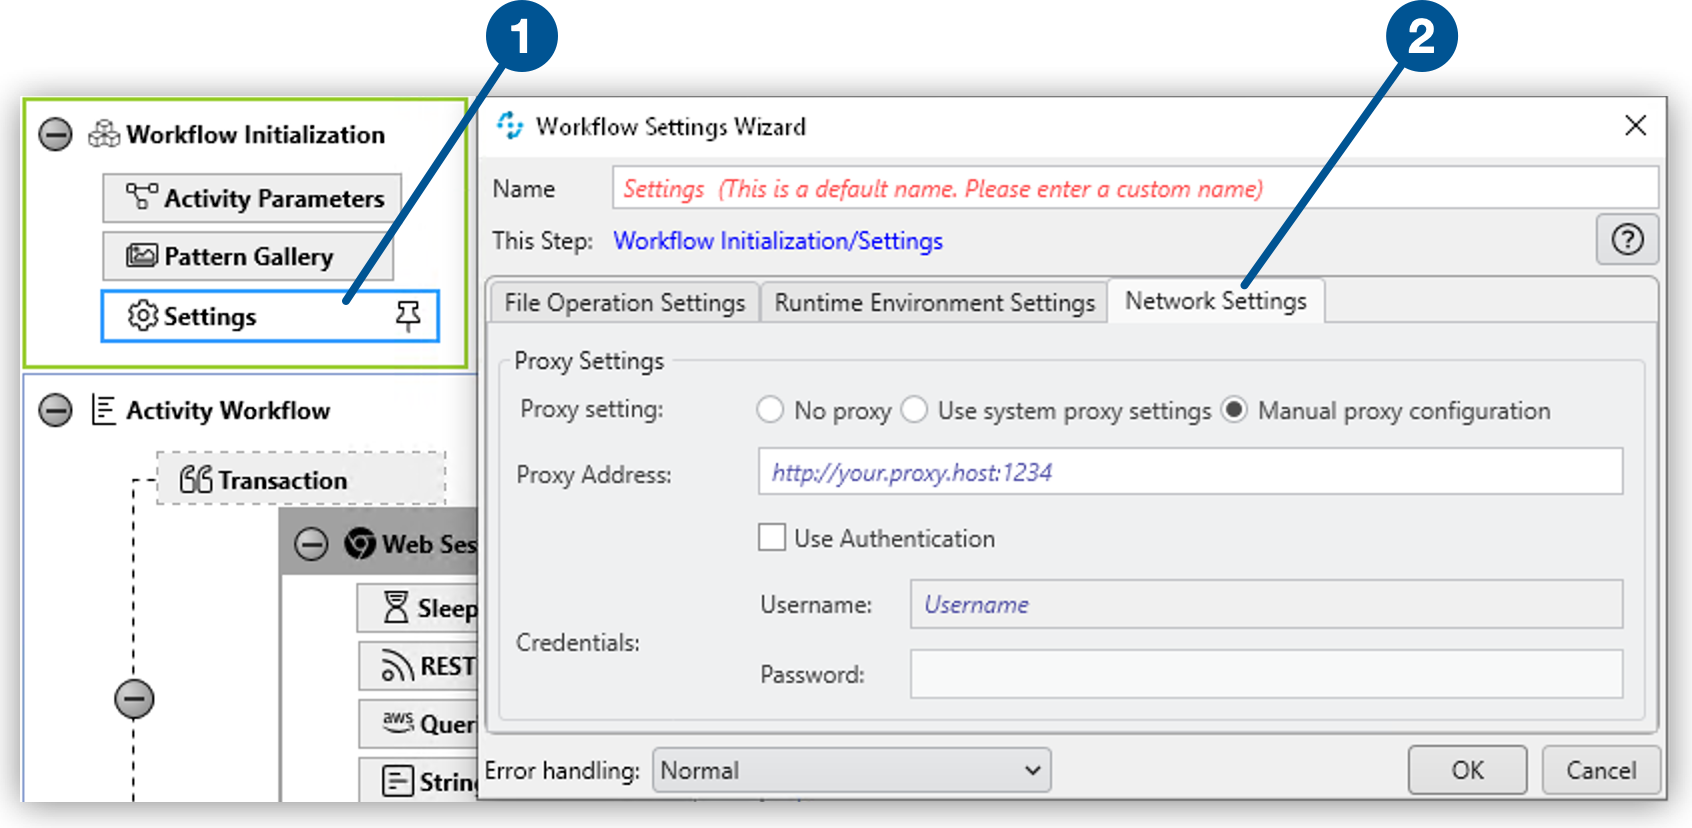 1
2
Workflow Initialization
Activity Parameters
Pattern Gallery
Settings
Activity Workflow
Transaction
Web Ses
Sleep
REST
aws Queri
String
Workflow Settings Wizard
Name Settings (This is a default name. Please enter a custom name)
This Step: Workflow Initialization/Settings
?
File Operation Settings Runtime Environment Settings Network Settings
Proxy Settings
Proxy setting: No proxy Use system proxy settings Manual proxy configuration
Proxy Address: http://your.proxy.host:1234
Use Authentication
Username: Username
Credentials:
Password:
Error handling: Normal OK Cancel